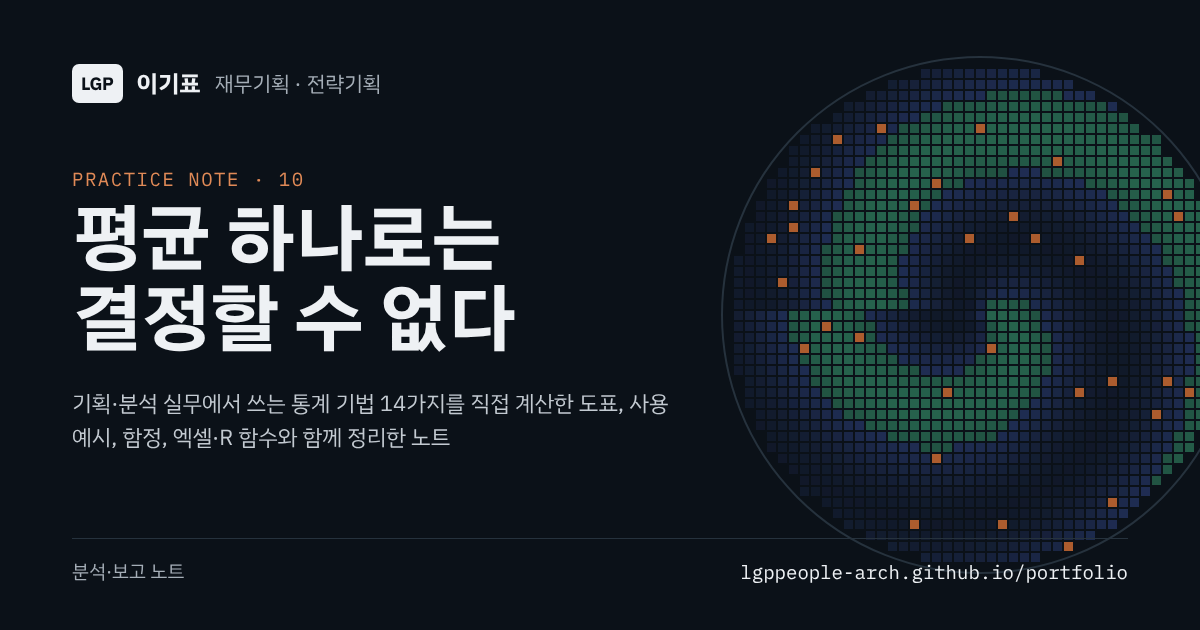 LGP 이기표 재무기획 · 전략기획
PRACTICE NOTE · 10
평균 하나로는
결정할 수 없다
기획·분석 실무에서 쓰는 통계 기법 14가지를 직접 계산한 도표, 사용
예시, 함정, 엑셀·R 함수와 함께 정리한 노트
분석·보고 노트
lgppeople-arch.github.io/portfolio